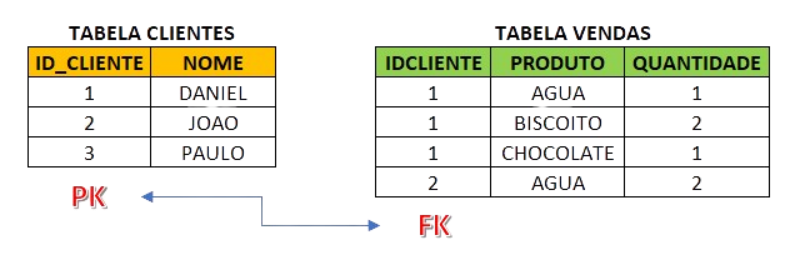 TABELA CLIENTES
ID_CLIENTE NOME
1 DANIEL
2 JOAO
3 PAULO
PK
TABELA VENDAS
IDCLIENTE PRODUTO QUANTIDADE
1 AGUA 1
1 BISCOITO 2
1 CHOCOLATE 1
2 AGUA 2
FK